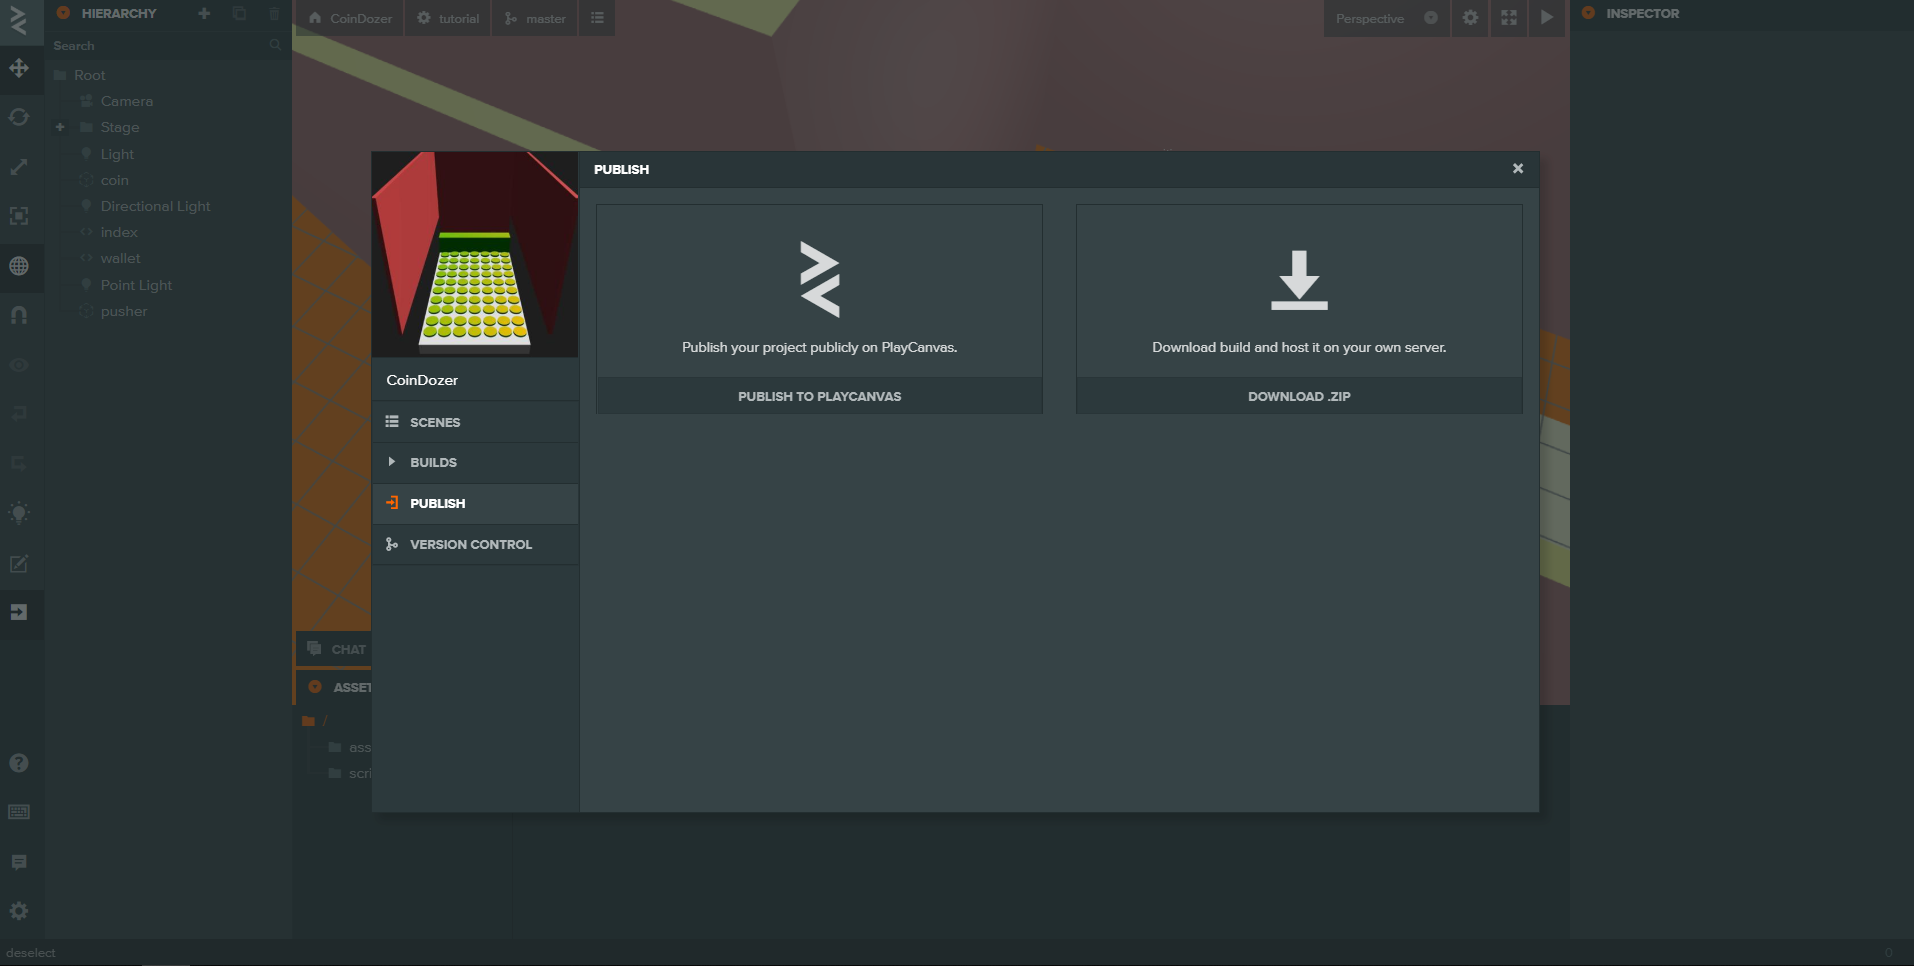 HIERARCHY
Search
Root
Camera
Stage
Light
coin
Directional Light
index
wallet
Point Light
pusher
CoinDozer
tutorial
master
Perspective
INSPECTOR
PUBLISH
Publish your project publicly on PlayCanvas.
PUBLISH TO PLAYCANVAS
Download build and host it on your own server.
DOWNLOAD .ZIP
CoinDozer
SCENES
BUILDS
PUBLISH
VERSION CONTROL
CHAT
ASSET
/
ass
scri
deselect
0